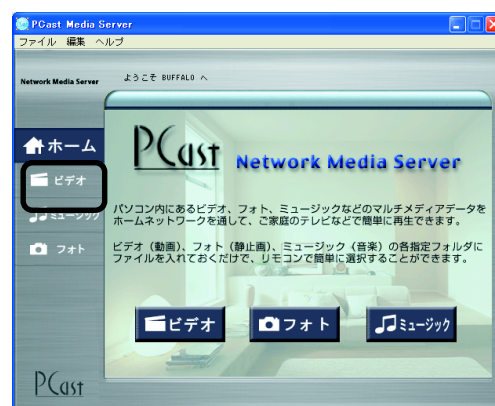 PCast Media Server
ファイル 編集 ヘルプ
Network Media Server
ようこそ BUFFALO へ
ホーム
ビデオ
ミュージック
フォト
PCast
Network Media Server
パソコン内にあるビデオ、フォト、ミュージックなどのマルチメディアデータを
ホームネットワークを通して、ご家庭のテレビなどで簡単に再生できます。
ビデオ（動画）、フォト（静止画）、ミュージック（音楽）の各指定フォルダに
ファイルを入れておくだけで、リモコンで簡単に選択することができます。
ビデオ
フォト
ミュージック
PCast